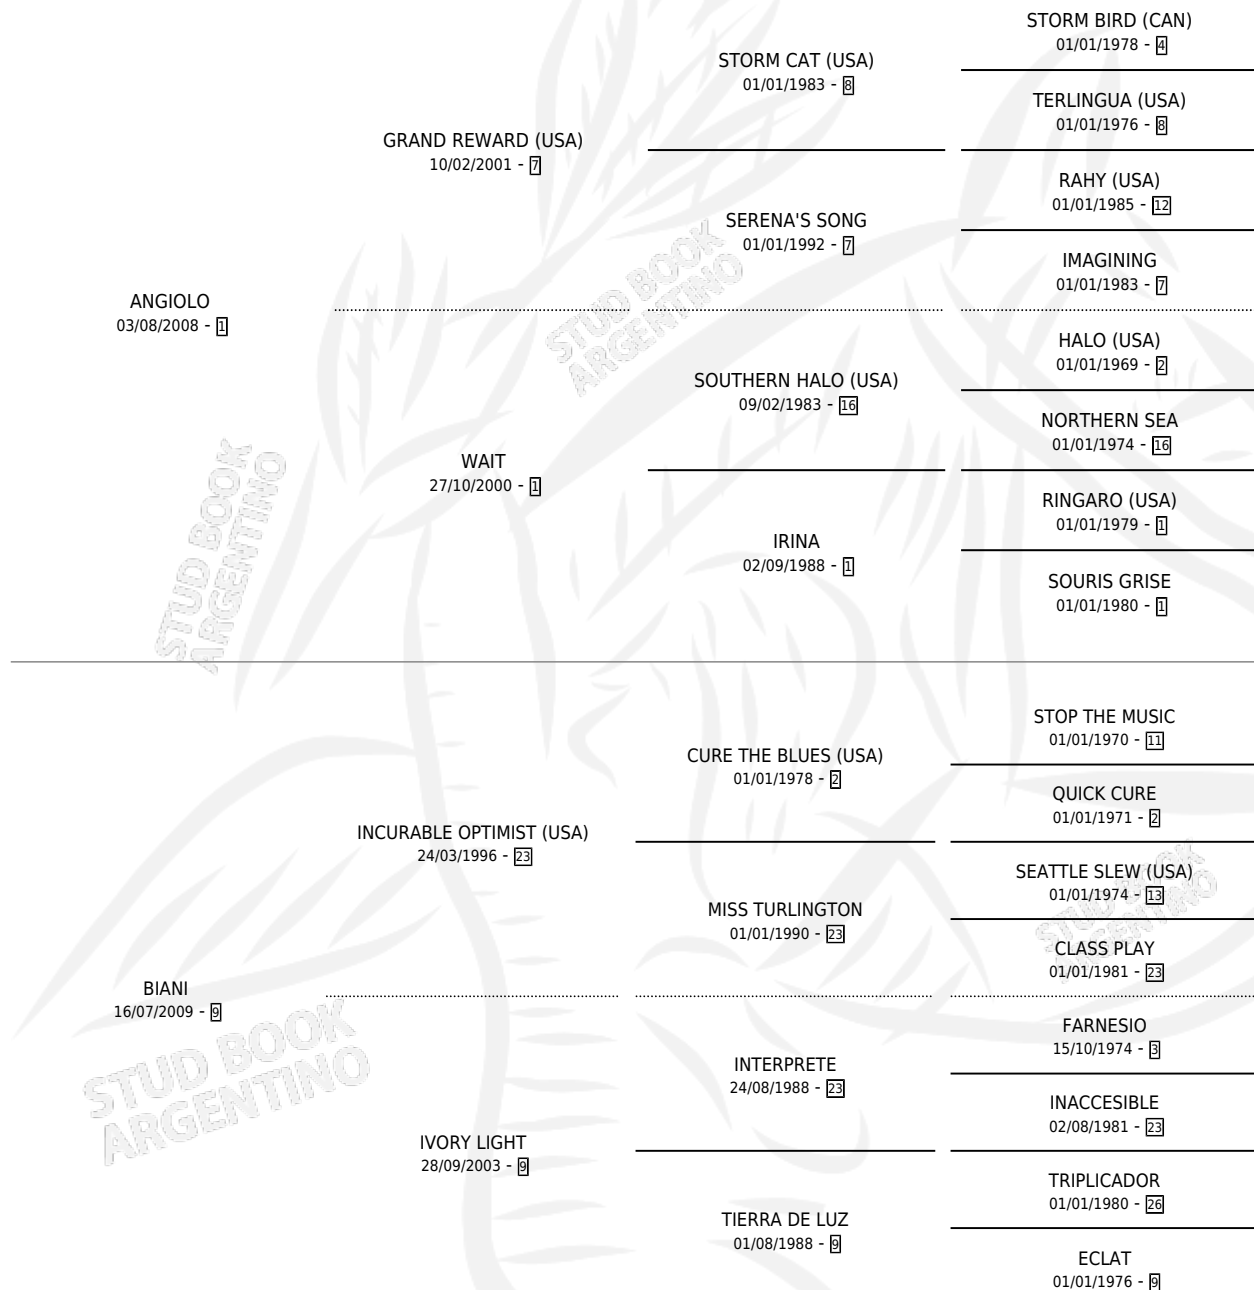 STORM BIRD (CAN)
01/01/1978 - 4
STORM CAT (USA)
01/01/1983 - 8
TERLINGUA (USA)
01/01/1976 - 8
GRAND REWARD (USA)
10/02/2001 - 7
RAHY (USA)
01/01/1985 - 12
SERENA'S SONG
01/01/1992 - 7
IMAGINING
01/01/1983 - 7
ANGIOLO
03/08/2008 - 1
HALO (USA)
01/01/1969 - 2
SOUTHERN HALO (USA)
09/02/1983 - 16
NORTHERN SEA
01/01/1974 - 16
WAIT
27/10/2000 - 1
RINGARO (USA)
01/01/1979 - 1
IRINA
02/09/1988 - 1
SOURIS GRISE
01/01/1980 - 1
STUD BOOK
ARGENTINO
STUD BOOK
ARGENTINO
STOP THE MUSIC
01/01/1970 - 11
CURE THE BLUES (USA)
01/01/1978 - 2
QUICK CURE
01/01/1971 - 2
INCURABLE OPTIMIST (USA)
24/03/1996 - 23
SEATTLE SLEW (USA)
01/01/1974 - 13
MISS TURLINGTON
01/01/1990 - 23
CLASS PLAY
01/01/1981 - 23
STUD BOOK
ARGENTINO
BIANI
16/07/2009 - 9
FARNESIO
15/10/1974 - 3
INTERPRETE
24/08/1988 - 23
INACCESIBLE
02/08/1981 - 23
IVORY LIGHT
28/09/2003 - 9
TRIPLICADOR
01/01/1980 - 26
TIERRA DE LUZ
01/08/1988 - 9
ECLAT
01/01/1976 - 9
STUD BOOK
ARGENTINO